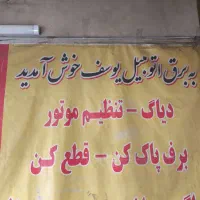 به برق اتومبیل یوسف خوش آمدید
دیاگ - تنظیم موتور
برف پاک کن - قطع کن